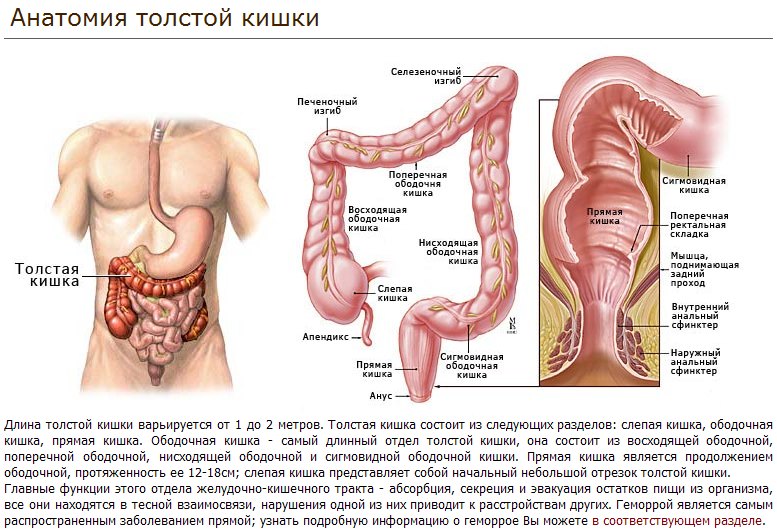 Анатомия толстой кишки
Толстая
кишка
Печеночный
изгиб
Селезеночный
изгиб
Поперечная
ободочня
кишка
Восходящая
ободочная
кишка
Нисходящая
ободочная
кишка
Слепая
кишка
Апендикс
Прямая
кишка
Сигмовидная
ободочная
кишка
Анус
Сигмовидная
кишка
Прямая
кишка
Поперечная
ректальная
складка
Мышца,
поднимающая
задний
проход
Внутренний
анальный
сфинктер
Наружный
анальный
сфинктер
Длина толстой кишки варьируется от 1 до 2 метров. Толстая кишка состоит из следующих разделов: слепая кишка, ободочная
кишка, прямая кишка. Ободочная кишка - самый длинный отдел толстой кишки, она состоит из восходящей ободочной,
поперечной ободочной, нисходящей ободочной и сигмовидной ободочной кишки. Прямая кишка является продолжением
ободочной, протяженность ее 12-18см; слепая кишка представляет собой начальный небольшой отрезок толстой кишки.
Главные функции этого отдела желудочно-кишечного тракта - абсорбция, секреция и эвакуация остатков пищи из организма,
все они находятся в тесной взаимосвязи, нарушения одной из них приводит к расстройствам других. Геморрой является самым
распространенным заболеванием прямой; узнать подробную информацию о геморрое Вы можете в соответствующем разделе.